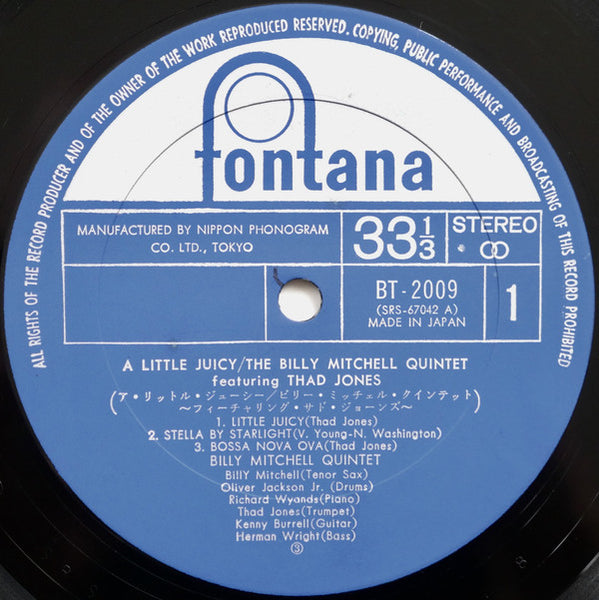 ALL RIGHTS OF THE RECORD PRODUCER AND OF THE OWNER OF THE WORK REPRODUCED RESERVED. COPYING, PUBLIC PERFORMANCE AND BROADCASTING OF THIS RECORD PROHIBITED
fontana
MANUFACTURED BY NIPPON PHONOGRAM
CO. LTD., TOKYO
33 1/3
STEREO
BT-2009
(SRS-67042 A)
MADE IN JAPAN
1
A LITTLE JUICY/THE BILLY MITCHELL QUINTET
featuring THAD JONES
(ア・リットル・ジューシー/ビリー・ミッチェル・クインテット
〜フィーチャリング・サド・ジョーンズ〜)
1. LITTLE JUICY(Thad Jones)
2. STELLA BY STARLIGHT(V. Young-N. Washington)
3. BOSSA NOVA OVA(Thad Jones)
BILLY MITCHELL QUINTET
Billy Mitchell(Tenor Sax)
Oliver Jackson Jr. (Drums)
Richard Wyands(Piano)
Thad Jones(Trumpet)
Kenny Burrell(Guitar)
Herman Wright(Bass)
③